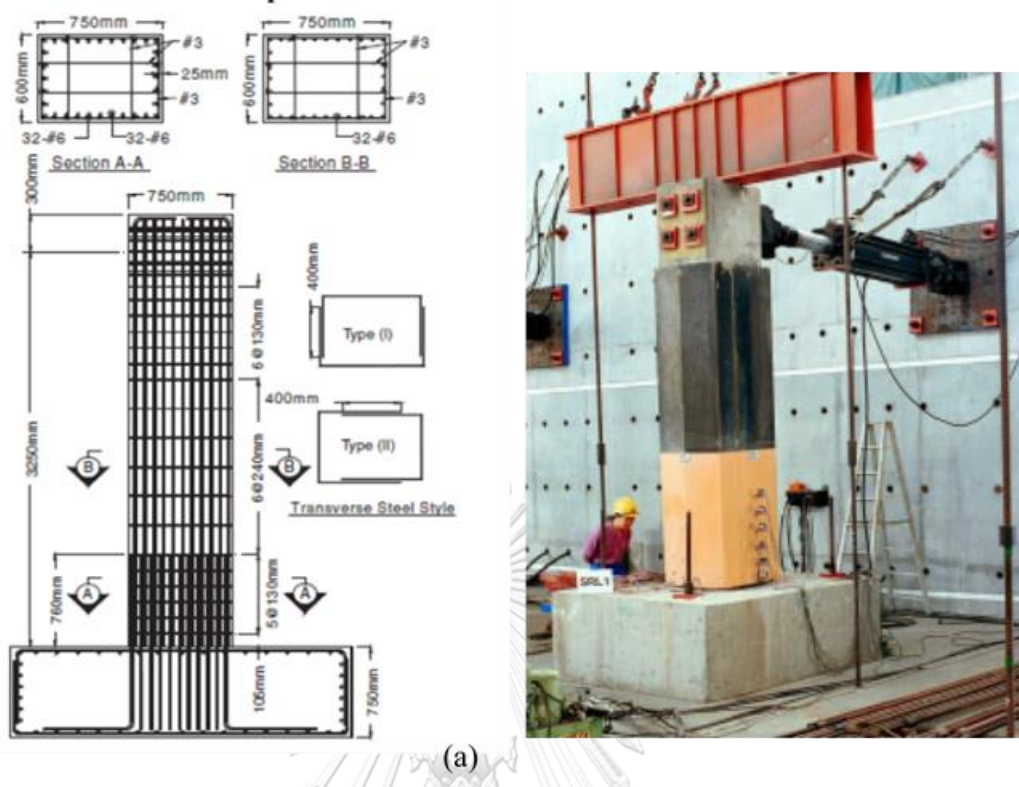 750mm
750mm
600mm
#3
25mm
#3
600mm
#3
#3
32-#6
32-#6
32-#6
Section A-A
Section B-B
300mm
750mm
400mm
Type (I)
6@130mm
400mm
Type (II)
3250mm
B
B
6@240mm
Transverse Steel Style
760mm
A
A
5@130mm
105mm
750mm
SRL1
(a)